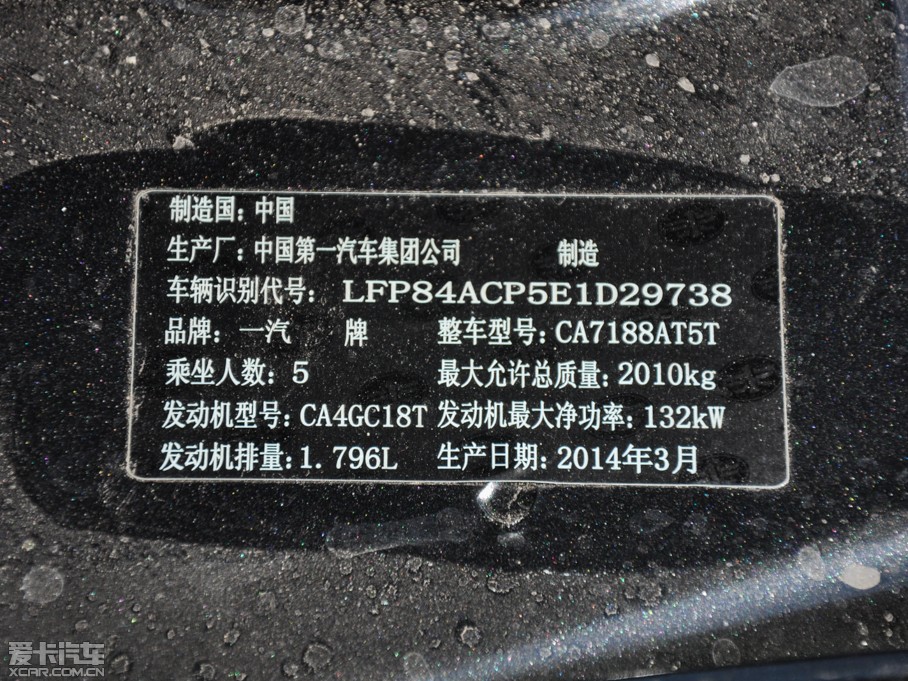 制造国：中国
生产厂：中国第一汽车集团公司 制造
车辆识别代号：LFP84ACP5E1D29738
品牌：一汽 牌 整车型号：CA7188AT5T
乘坐人数：5 最大允许总质量：2010kg
发动机型号：CA4GC18T 发动机最大净功率：132kW
发动机排量：1.796L 生产日期：2014年3月
爱卡汽车
XCAR.COM.CN